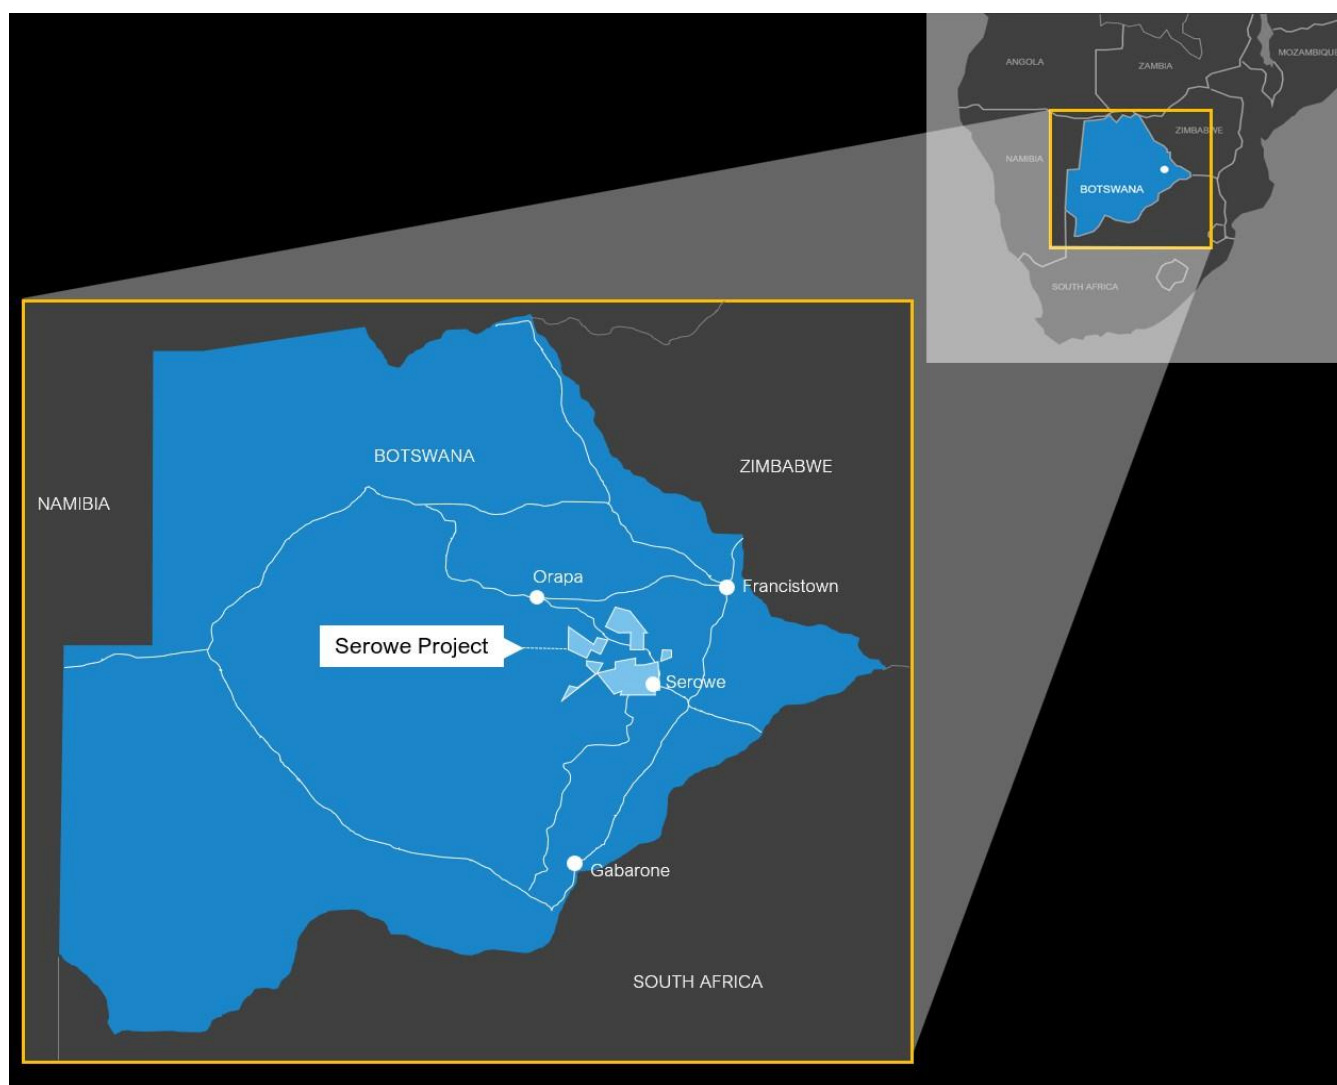 ANGOLA
ZAMBIA
MOZAMBIQUE
ZIMBABWE
NAMIBIA
BOTSWANA
SOUTH AFRICA
BOTSWANA
ZIMBABWE
NAMIBIA
Orapa
Francistown
Serowe Project
Serowe
Gabarone
SOUTH AFRICA